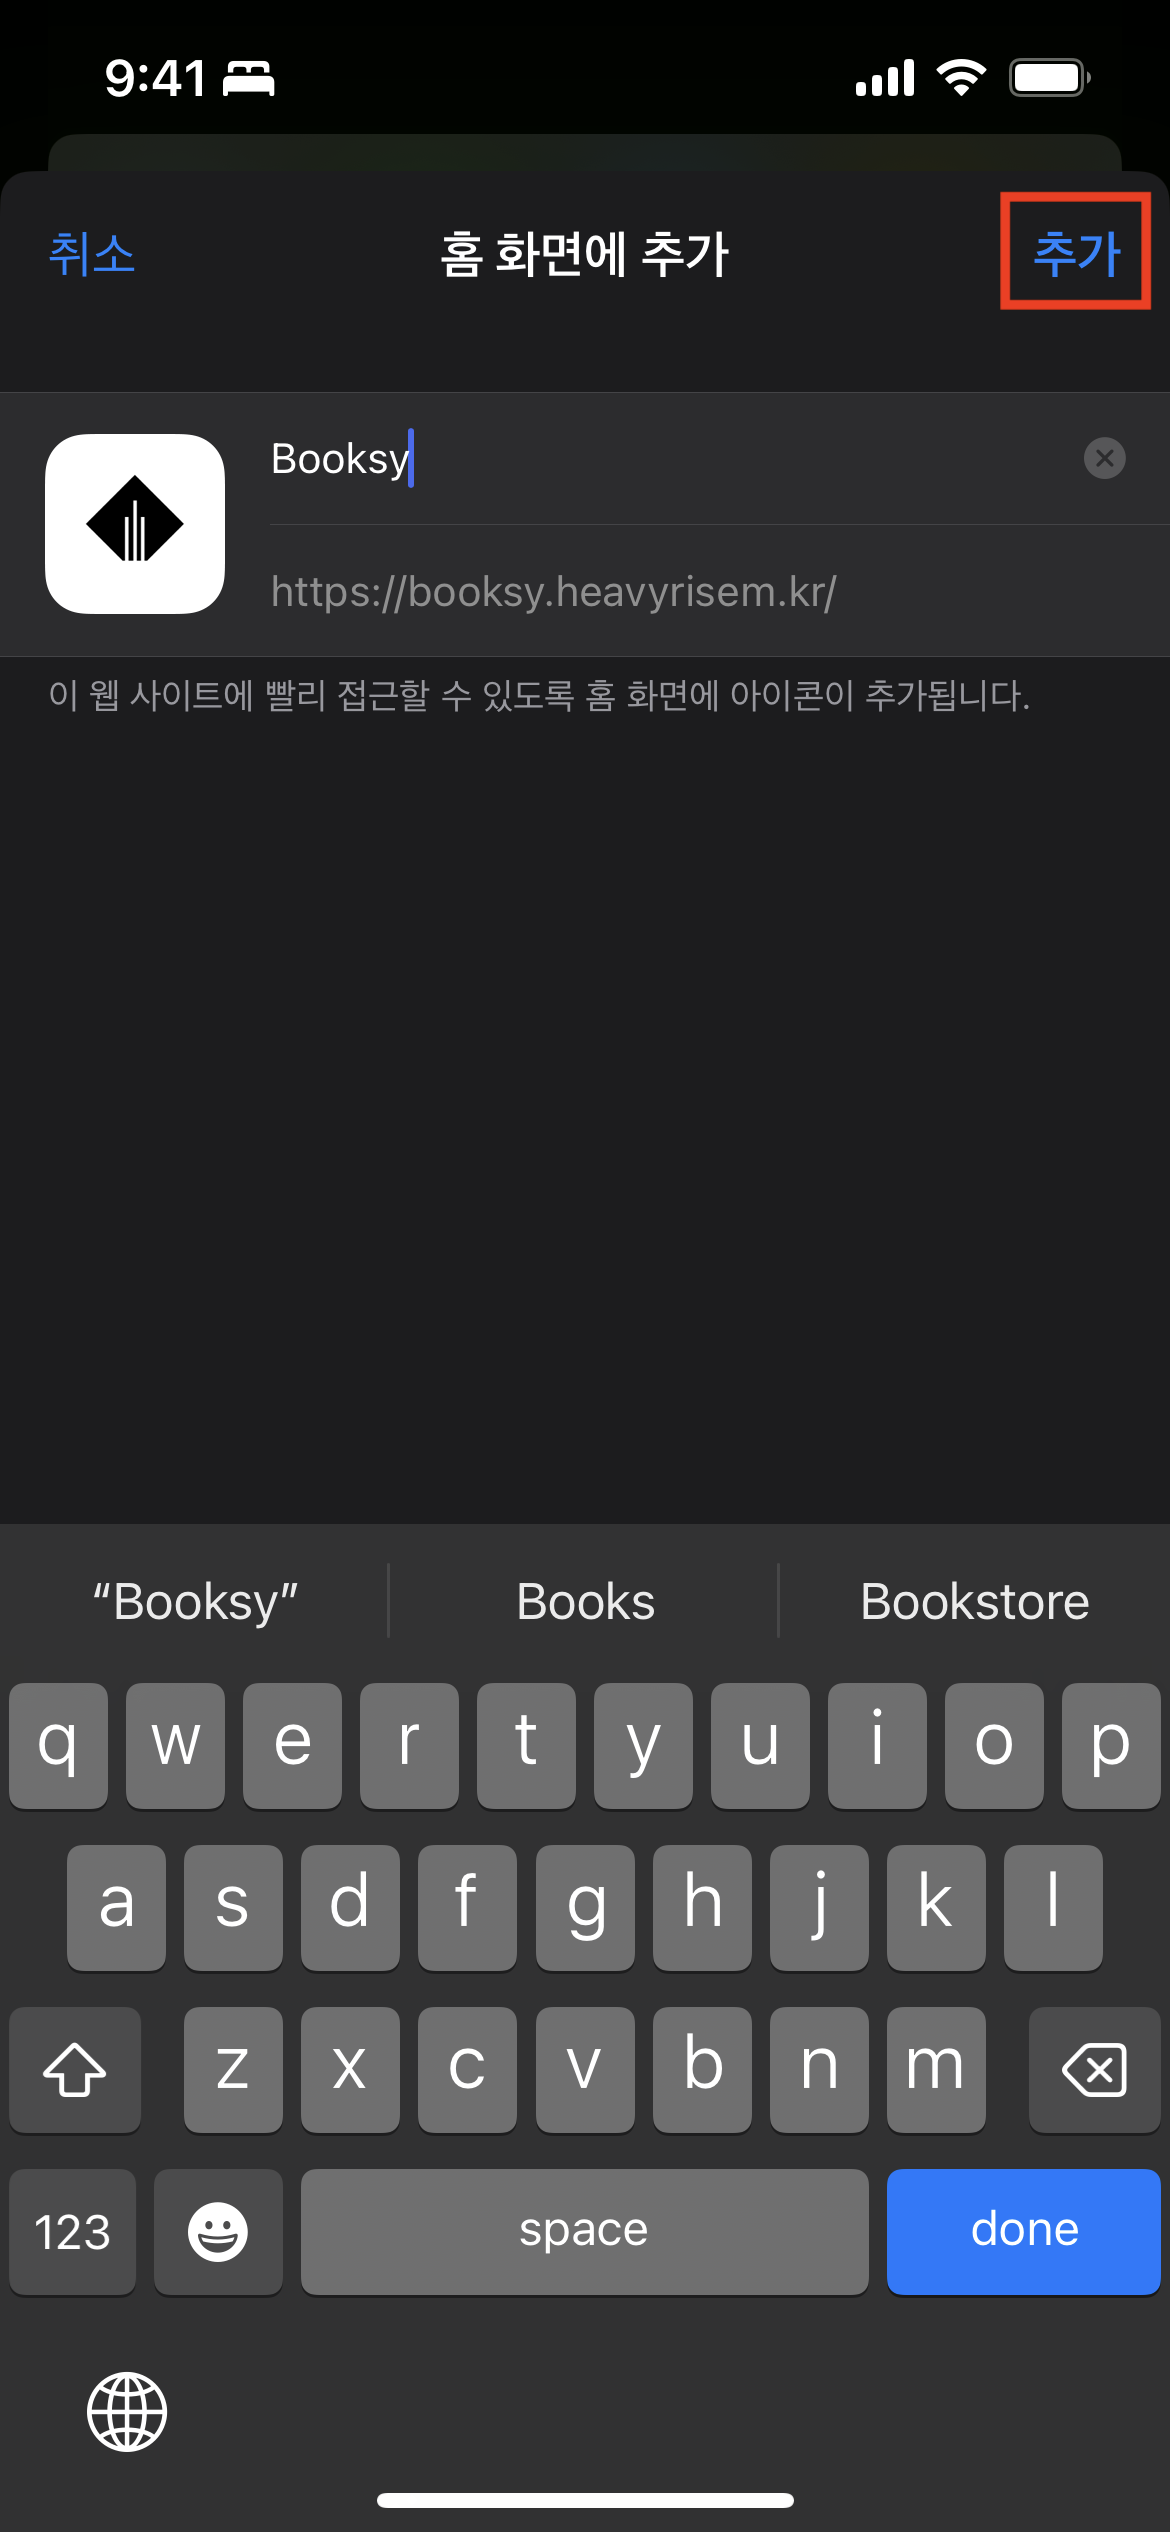 9:41
취소 홈 화면에 추가 추가
Booksy
https://booksy.heavyrisem.kr/
이 웹 사이트에 빨리 접근할 수 있도록 홈 화면에 아이콘이 추가됩니다.
“Booksy” Books Bookstore
q w e r t y u i o p
a s d f g h j k l
z x c v b n m
123 space done